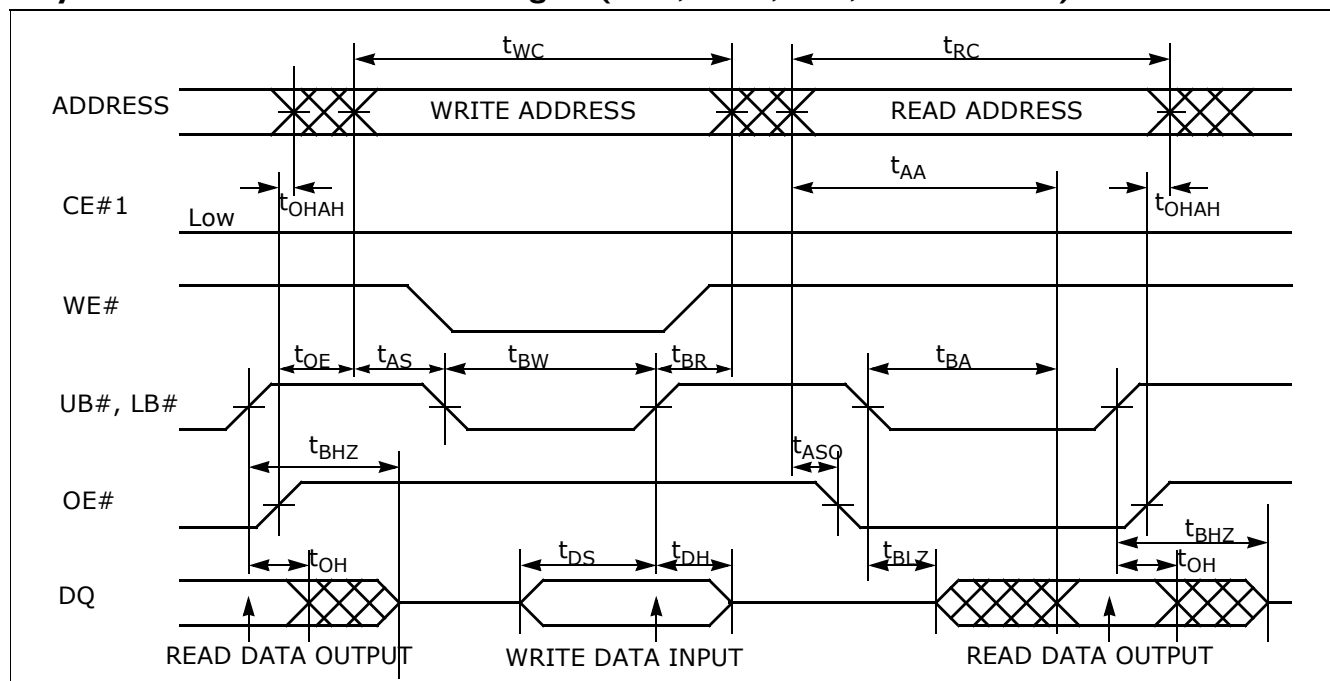 tWC tRC
ADDRESS WRITE ADDRESS READ ADDRESS
tAA
tOHAH tOHAH
CE#1 Low
WE#
tOE tAS tBW tBR tBA
UB#, LB#
tBHZ tASO
OE#
tBHZ
tOH tDS tDH tBLZ tOH
DQ
READ DATA OUTPUT WRITE DATA INPUT READ DATA OUTPUT